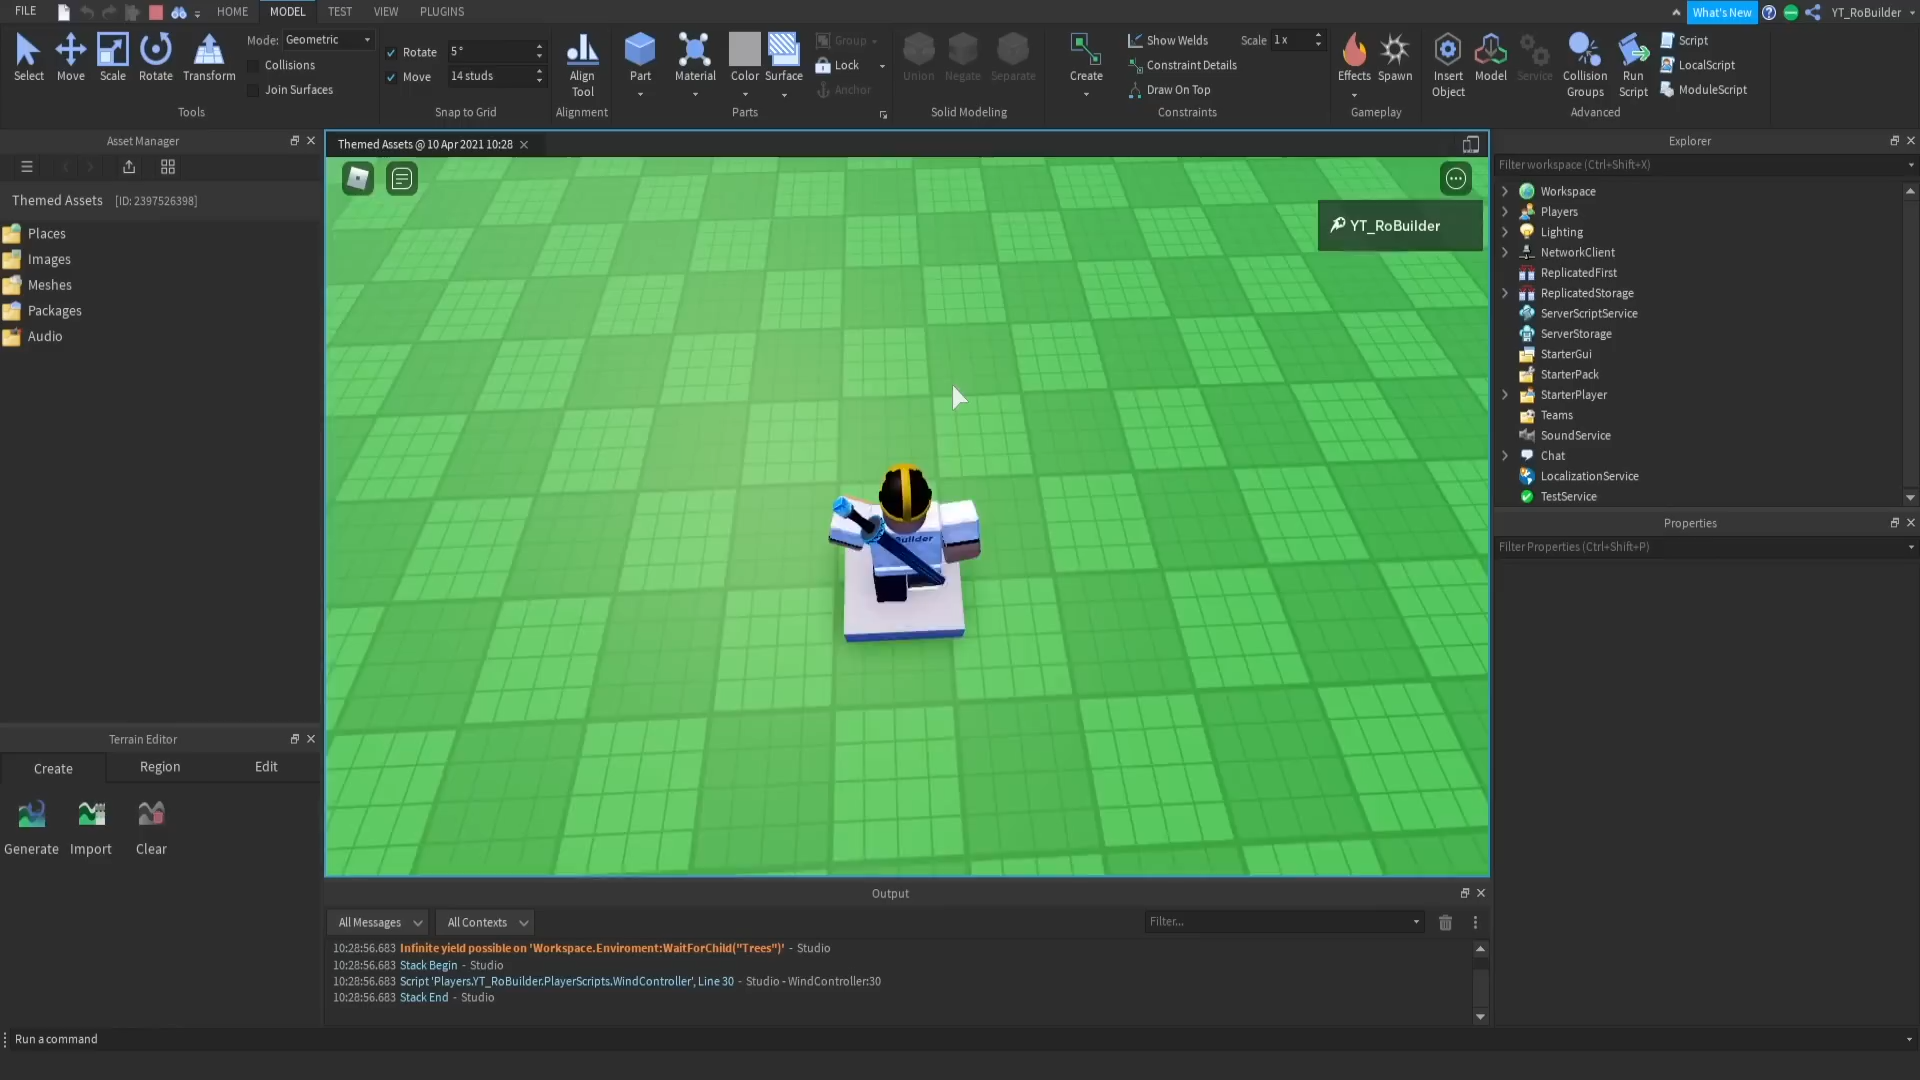 FILE
HOME
MODEL
TEST
VIEW
PLUGINS
What's New
YT_RoBuilder
Select
Move
Scale
Rotate
Transform
Mode:
Geometric
Collisions
Join Surfaces
Tools
Rotate
5 °
Move
14 studs
Snap to Grid
Align
Tool
Alignment
Part
Material
Color
Surface
Group
Lock
Anchor
Parts
Union
Negate
Separate
Solid Modeling
Create
Show Welds
Scale
1 x
Constraint Details
Draw On Top
Constraints
Effects
Spawn
Gameplay
Insert
Object
Model
Service
Collision
Groups
Run
Script
Script
LocalScript
ModuleScript
Advanced
Asset Manager
Themed Assets
[ID: 2397526398]
Places
Images
Meshes
Packages
Audio
Terrain Editor
Create
Region
Edit
Generate
Import
Clear
Themed Assets @ 10 Apr 2021 10:28
YT_RoBuilder
Builder
Explorer
Filter workspace (Ctrl+Shift+X)
Workspace
Players
Lighting
NetworkClient
ReplicatedFirst
ReplicatedStorage
ServerScriptService
ServerStorage
StarterGui
StarterPack
StarterPlayer
Teams
SoundService
Chat
LocalizationService
TestService
Properties
Filter Properties (Ctrl+Shift+P)
Output
All Messages
All Contexts
Filter...
10:28:56.683 Infinite yield possible on 'Workspace.Enviroment:WaitForChild("Trees")' - Studio
10:28:56.683 Stack Begin - Studio
10:28:56.683 Script 'Players.YT_RoBuilder.PlayerScripts.WindController', Line 30 - Studio - WindController:30
10:28:56.683 Stack End - Studio
Run a command